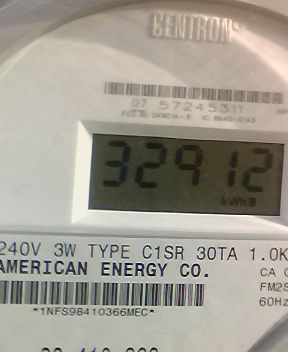 CENTRON
07 57245311
32912
kWh
240V 3W TYPE C1SR 30TA 1.0K
AMERICAN ENERGY CO.
CA
FM2S
60Hz
*1NFS98410366MEC*